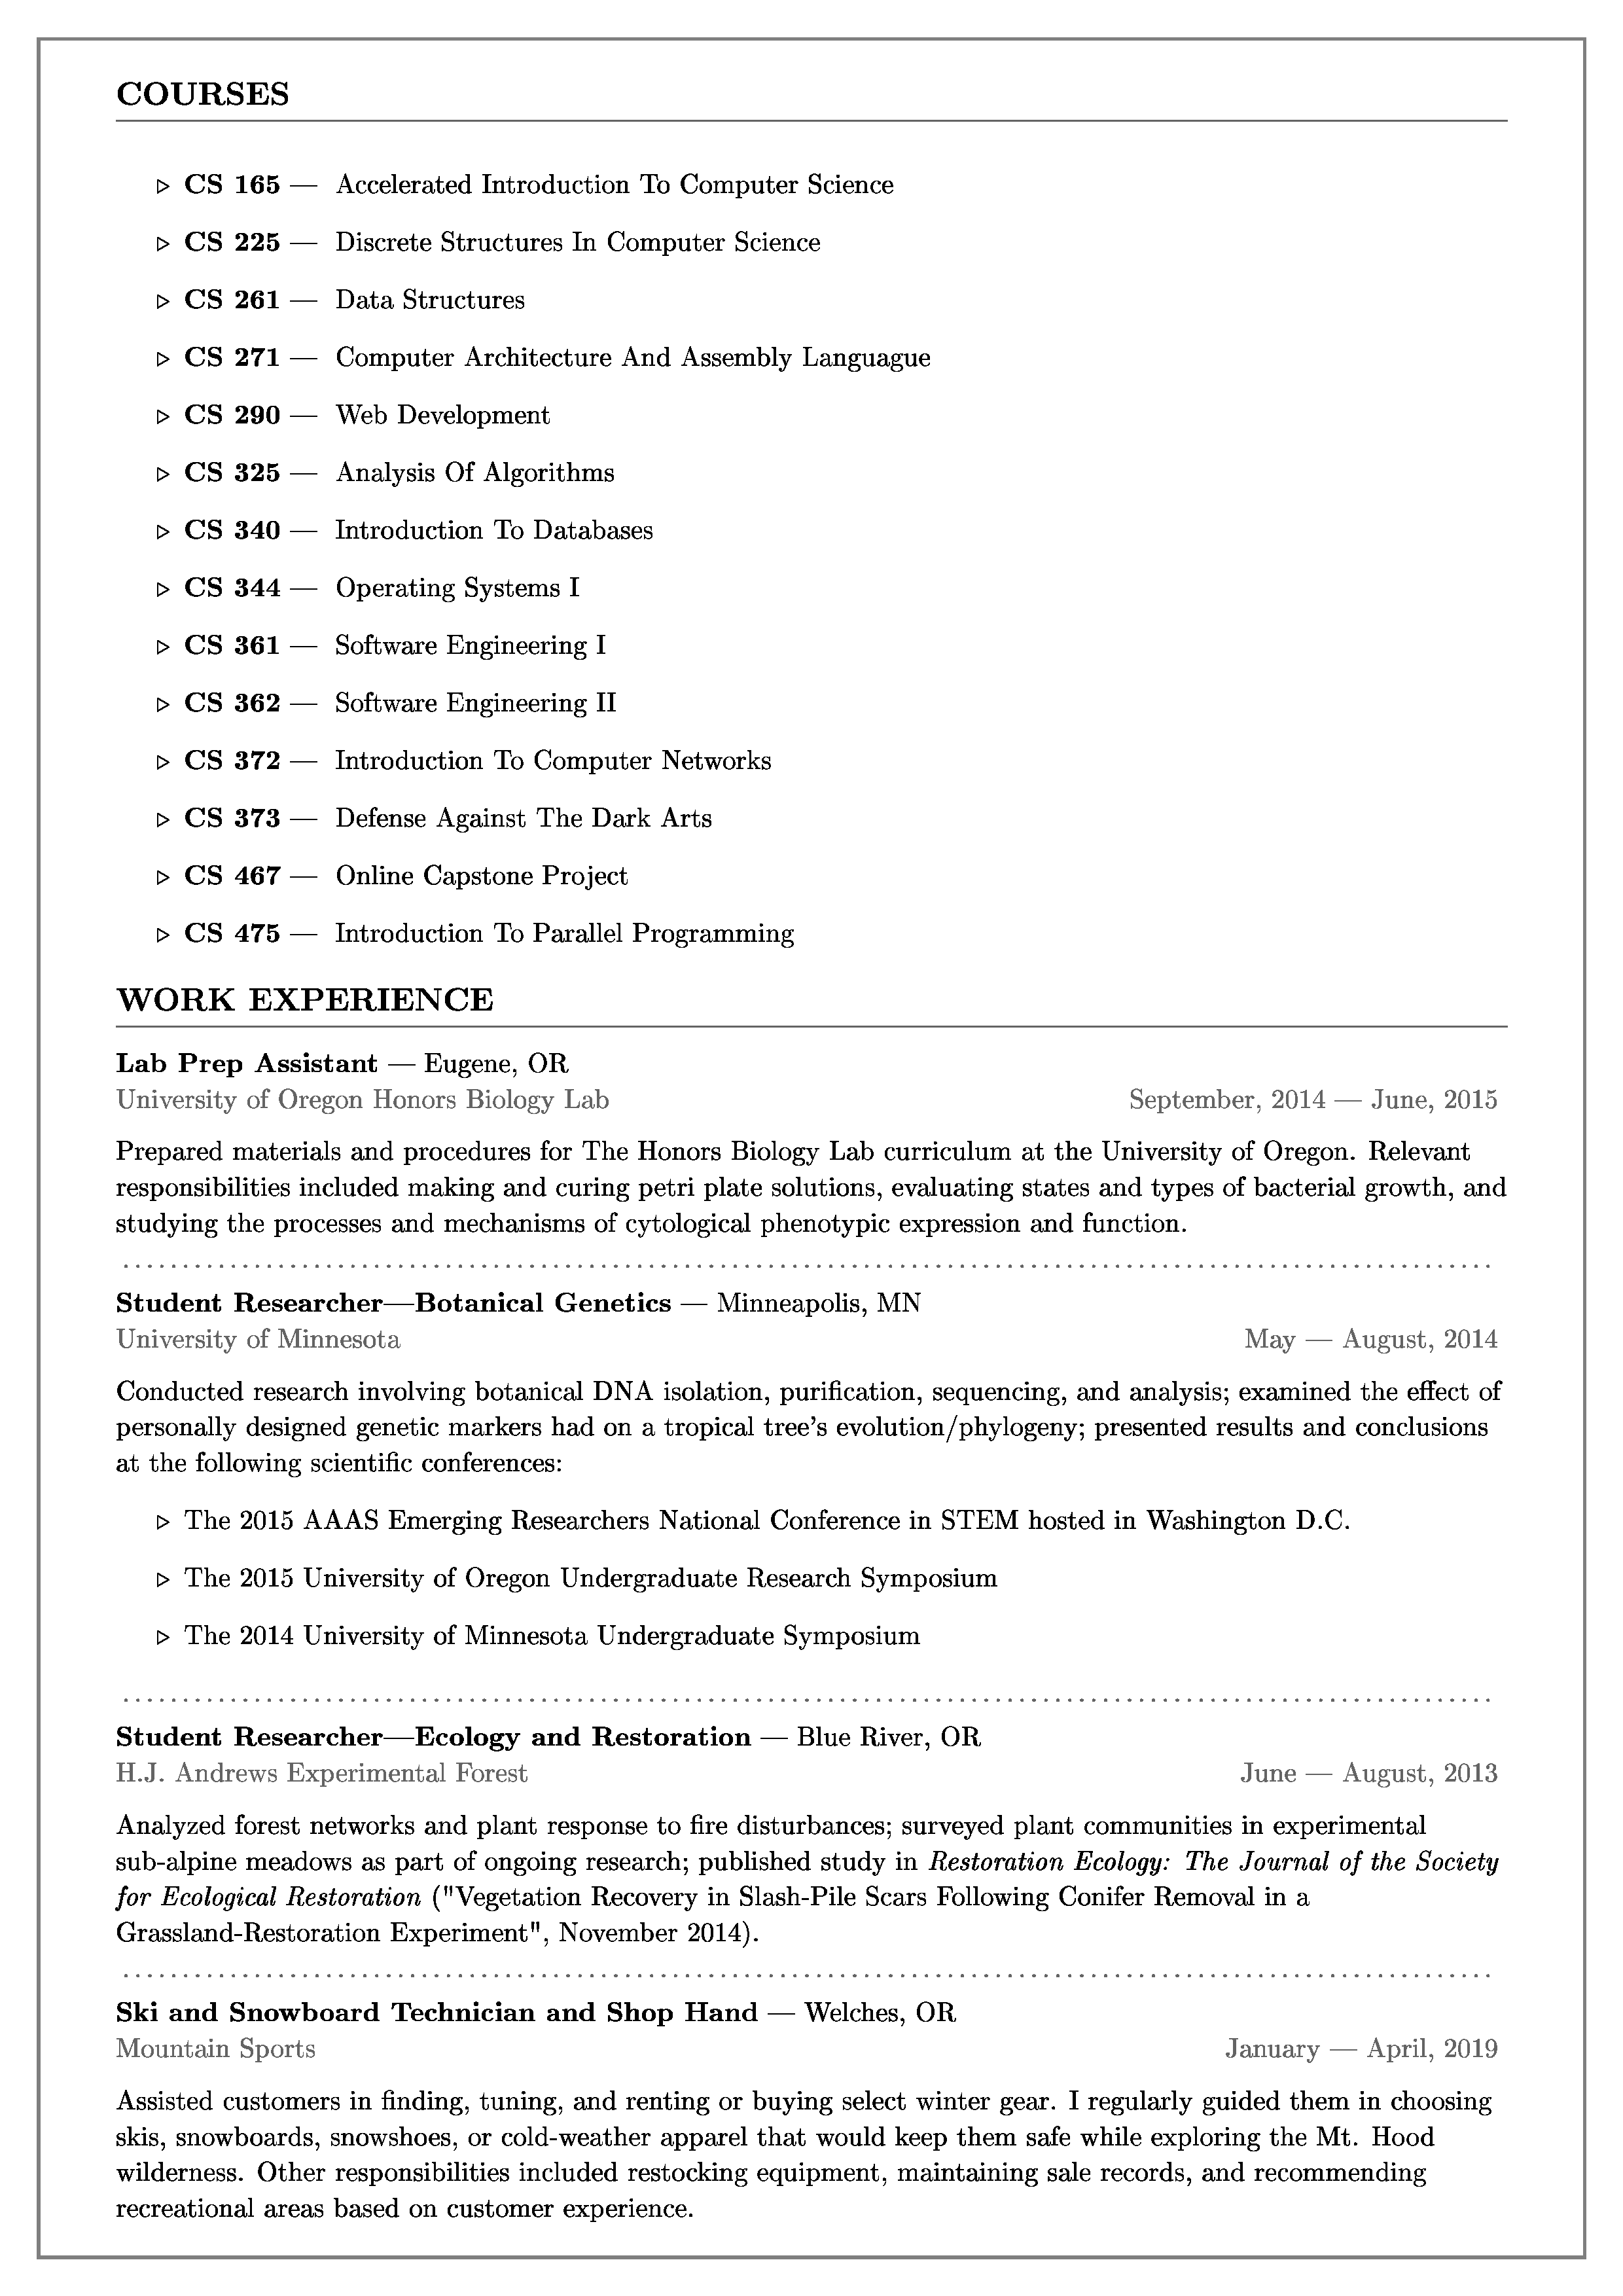 COURSES
▹ CS 165 — Accelerated Introduction To Computer Science
▹ CS 225 — Discrete Structures In Computer Science
▹ CS 261 — Data Structures
▹ CS 271 — Computer Architecture And Assembly Languague
▹ CS 290 — Web Development
▹ CS 325 — Analysis Of Algorithms
▹ CS 340 — Introduction To Databases
▹ CS 344 — Operating Systems I
▹ CS 361 — Software Engineering I
▹ CS 362 — Software Engineering II
▹ CS 372 — Introduction To Computer Networks
▹ CS 373 — Defense Against The Dark Arts
▹ CS 467 — Online Capstone Project
▹ CS 475 — Introduction To Parallel Programming
WORK EXPERIENCE
Lab Prep Assistant — Eugene, OR
University of Oregon Honors Biology Lab September, 2014 — June, 2015
Prepared materials and procedures for The Honors Biology Lab curriculum at the University of Oregon. Relevant
responsibilities included making and curing petri plate solutions, evaluating states and types of bacterial growth, and
studying the processes and mechanisms of cytological phenotypic expression and function.
Student Researcher—Botanical Genetics — Minneapolis, MN
University of Minnesota May — August, 2014
Conducted research involving botanical DNA isolation, purification, sequencing, and analysis; examined the effect of
personally designed genetic markers had on a tropical tree's evolution/phylogeny; presented results and conclusions
at the following scientific conferences:
▹ The 2015 AAAS Emerging Researchers National Conference in STEM hosted in Washington D.C.
▹ The 2015 University of Oregon Undergraduate Research Symposium
▹ The 2014 University of Minnesota Undergraduate Symposium
Student Researcher—Ecology and Restoration — Blue River, OR
H.J. Andrews Experimental Forest June — August, 2013
Analyzed forest networks and plant response to fire disturbances; surveyed plant communities in experimental
sub-alpine meadows as part of ongoing research; published study in Restoration Ecology: The Journal of the Society
for Ecological Restoration ("Vegetation Recovery in Slash-Pile Scars Following Conifer Removal in a
Grassland-Restoration Experiment", November 2014).
Ski and Snowboard Technician and Shop Hand — Welches, OR
Mountain Sports January — April, 2019
Assisted customers in finding, tuning, and renting or buying select winter gear. I regularly guided them in choosing
skis, snowboards, snowshoes, or cold-weather apparel that would keep them safe while exploring the Mt. Hood
wilderness. Other responsibilities included restocking equipment, maintaining sale records, and recommending
recreational areas based on customer experience.